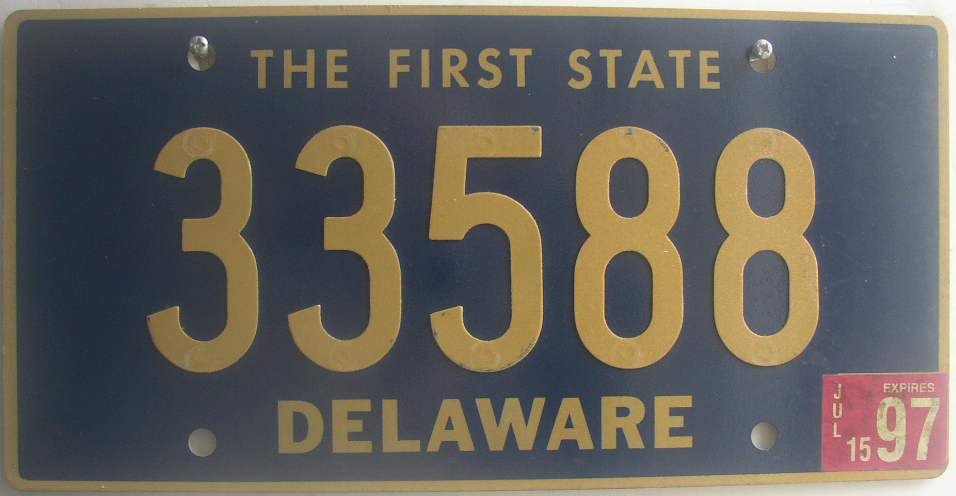 THE FIRST STATE
33588
DELAWARE
JUL
EXPIRES
15 97